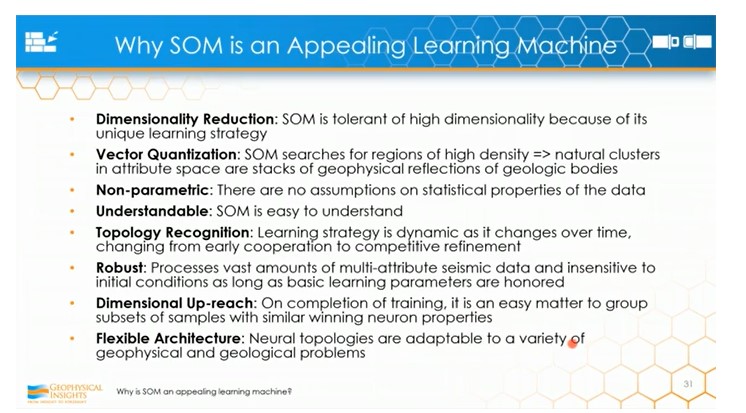 Why SOM is an Appealing Learning Machine
• Dimensionality Reduction: SOM is tolerant of high dimensionality because of its
unique learning strategy
• Vector Quantization: SOM searches for regions of high density => natural clusters
in attribute space are stacks of geophysical reflections of geologic bodies
• Non-parametric: There are no assumptions on statistical properties of the data
• Understandable: SOM is easy to understand
• Topology Recognition: Learning strategy is dynamic as it changes over time,
changing from early cooperation to competitive refinement
• Robust: Processes vast amounts of multi-attribute seismic data and insensitive to
initial conditions as long as basic learning parameters are honored
• Dimensional Up-reach: On completion of training, it is an easy matter to group
subsets of samples with similar winning neuron properties
• Flexible Architecture: Neural topologies are adaptable to a variety of
geophysical and geological problems
GEOPHYSICAL
INSIGHTS
Why is SOM an appealing learning machine?
31